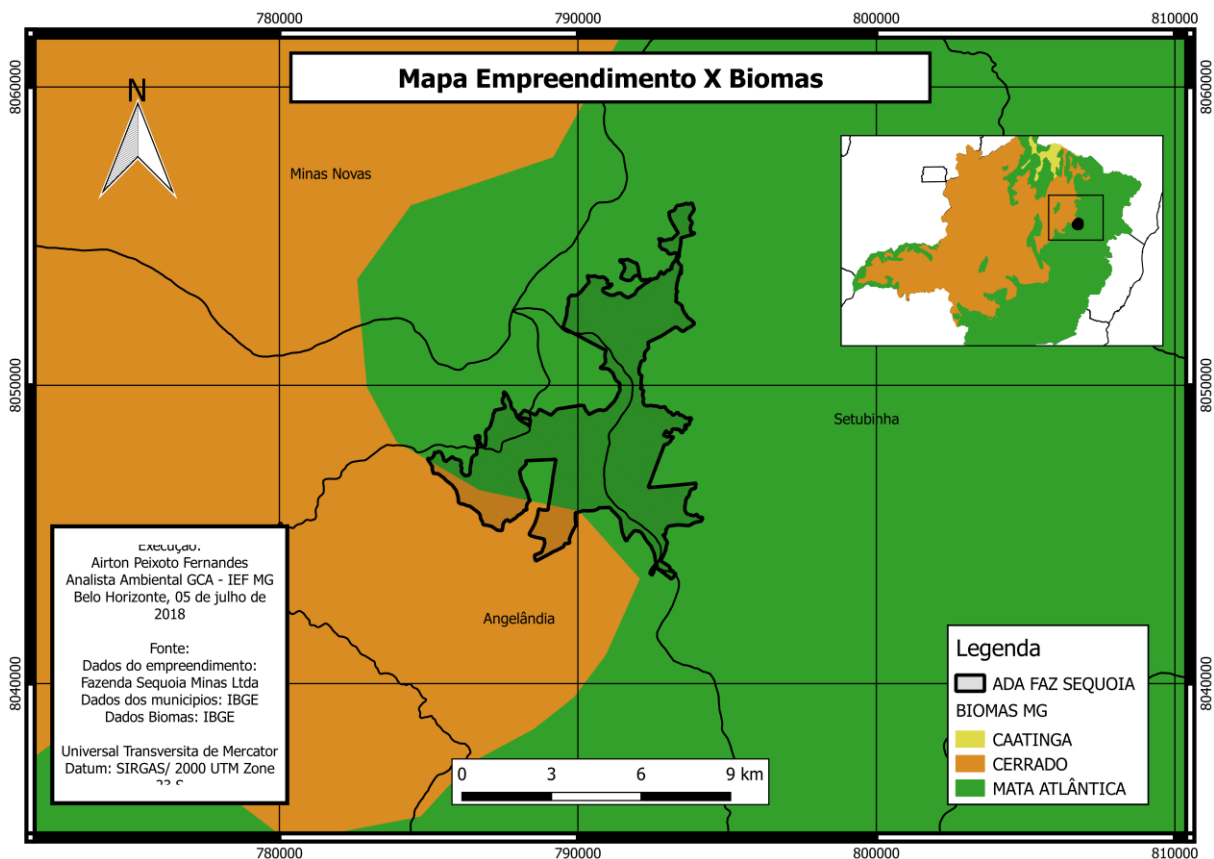 780000
790000
800000
810000
Mapa Empreendimento X Biomas
8060000
8060000
N
Minas Novas
8050000
8050000
Setubinha
Execução:
Airton Peixoto Fernandes
Analista Ambiental GCA - IEF MG
Belo Horizonte, 05 de julho de
2018
Fonte:
Dados do empreendimento:
Fazenda Sequoia Minas Ltda
Dados dos municipios: IBGE
Dados Biomas: IBGE
Universal Transversita de Mercator
Datum: SIRGAS/ 2000 UTM Zone
23 S
Angelândia
8040000
8040000
Legenda
ADA FAZ SEQUOIA
BIOMAS MG
CAATINGA
CERRADO
MATA ATLÂNTICA
0 3 6 9 km
780000
790000
800000
810000